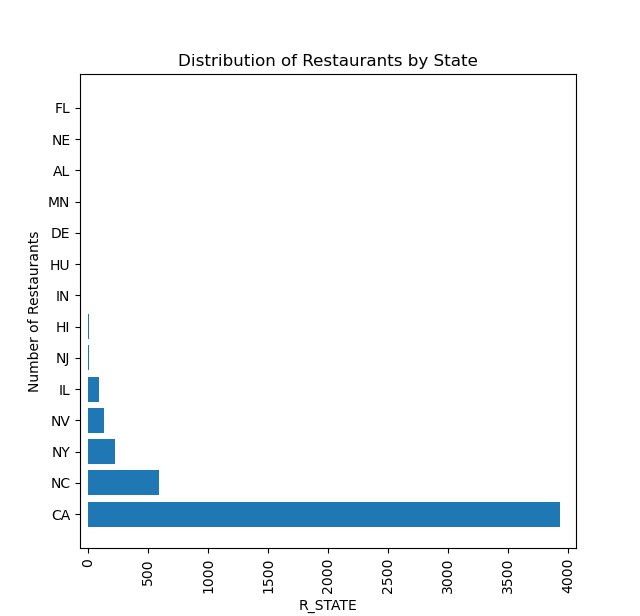 Distribution of Restaurants by State
Number of Restaurants
FL
NE
AL
MN
DE
HU
IN
HI
NJ
IL
NV
NY
NC
CA
0
500
1000
1500
2000
2500
3000
3500
4000
R_STATE